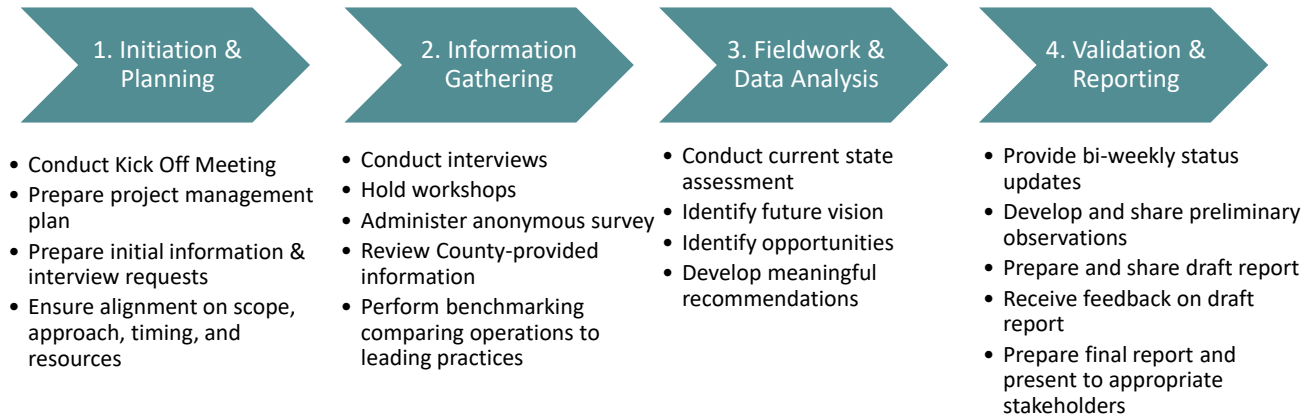 1. Initiation &
Planning
• Conduct Kick Off Meeting
• Prepare project management
plan
• Prepare initial information &
interview requests
• Ensure alignment on scope,
approach, timing, and
resources
2. Information
Gathering
• Conduct interviews
• Hold workshops
• Administer anonymous survey
• Review County-provided
information
• Perform benchmarking
comparing operations to
leading practices
3. Fieldwork &
Data Analysis
• Conduct current state
assessment
• Identify future vision
• Identify opportunities
• Develop meaningful
recommendations
4. Validation &
Reporting
• Provide bi-weekly status
updates
• Develop and share preliminary
observations
• Prepare and share draft report
• Receive feedback on draft
report
• Prepare final report and
present to appropriate
stakeholders